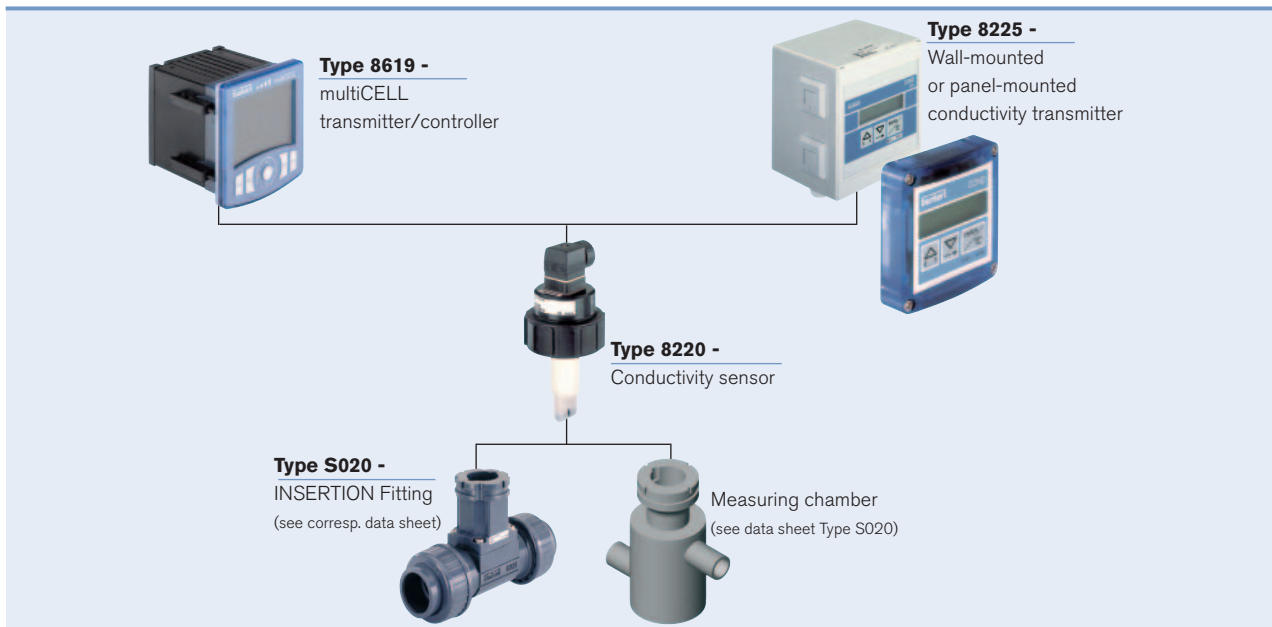 Type 8619 -
multiCELL
transmitter/controller
Type 8225 -
Wall-mounted
or panel-mounted
conductivity transmitter
Type 8220 -
Conductivity sensor
Type S020 -
INSERTION Fitting
(see corresp. data sheet)
Measuring chamber
(see data sheet Type S020)